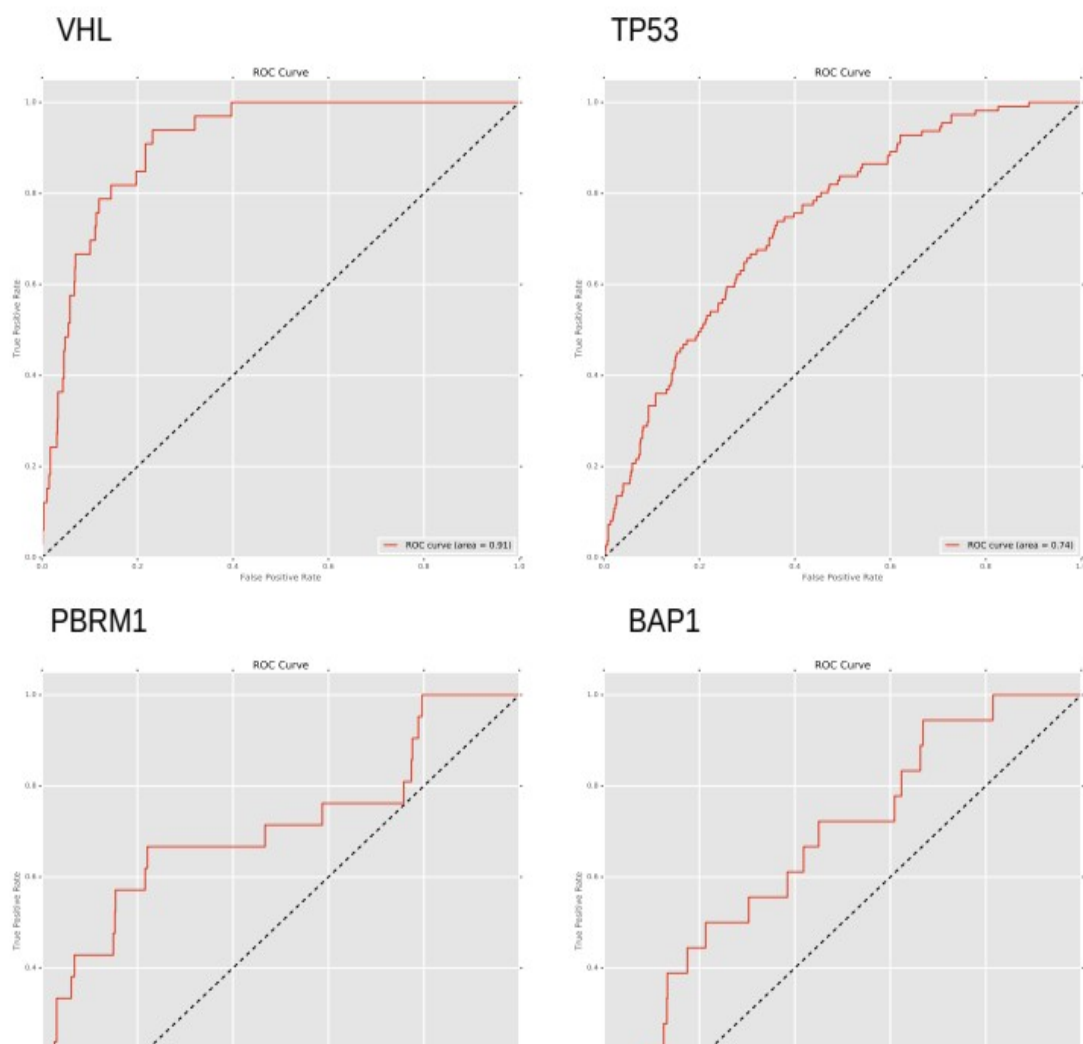 VHL
ROC Curve
1.0
0.8
0.6
0.4
0.2
0.0
True Positive Rate
ROC curve (area = 0.91)
0.0 0.2 0.4 0.6 0.8 1.0
False Positive Rate
TP53
ROC Curve
1.0
0.8
0.6
0.4
0.2
0.0
True Positive Rate
ROC curve (area = 0.74)
0.0 0.2 0.4 0.6 0.8 1.0
False Positive Rate
PBRM1
ROC Curve
1.0
0.8
0.6
0.4
True Positive Rate
BAP1
ROC Curve
1.0
0.8
0.6
0.4
True Positive Rate